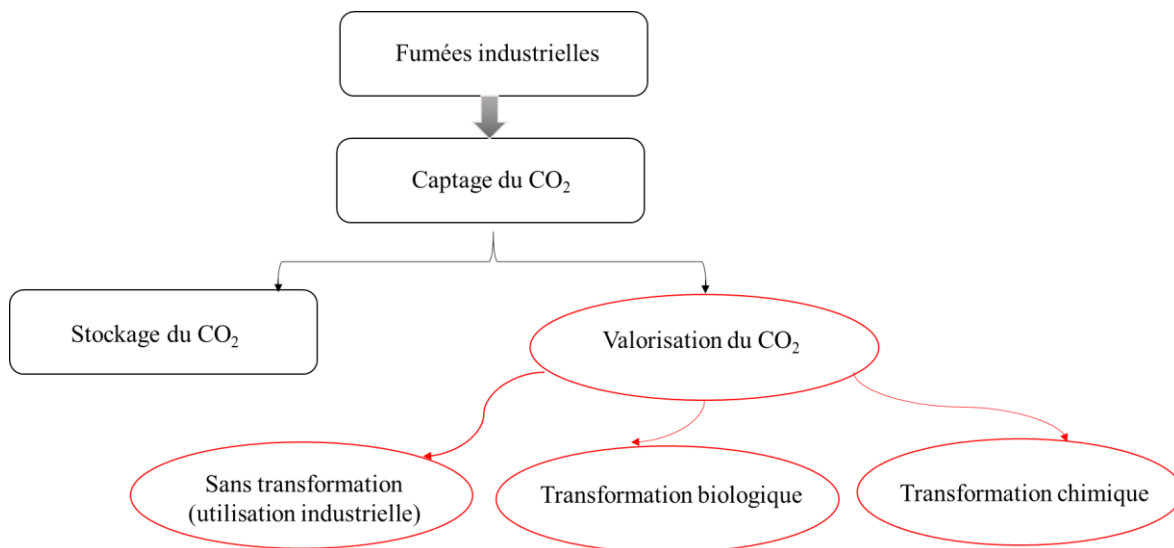 Fumées industrielles
Captage du CO₂
Stockage du CO₂
Valorisation du CO₂
Sans transformation
(utilisation industrielle)
Transformation biologique
Transformation chimique